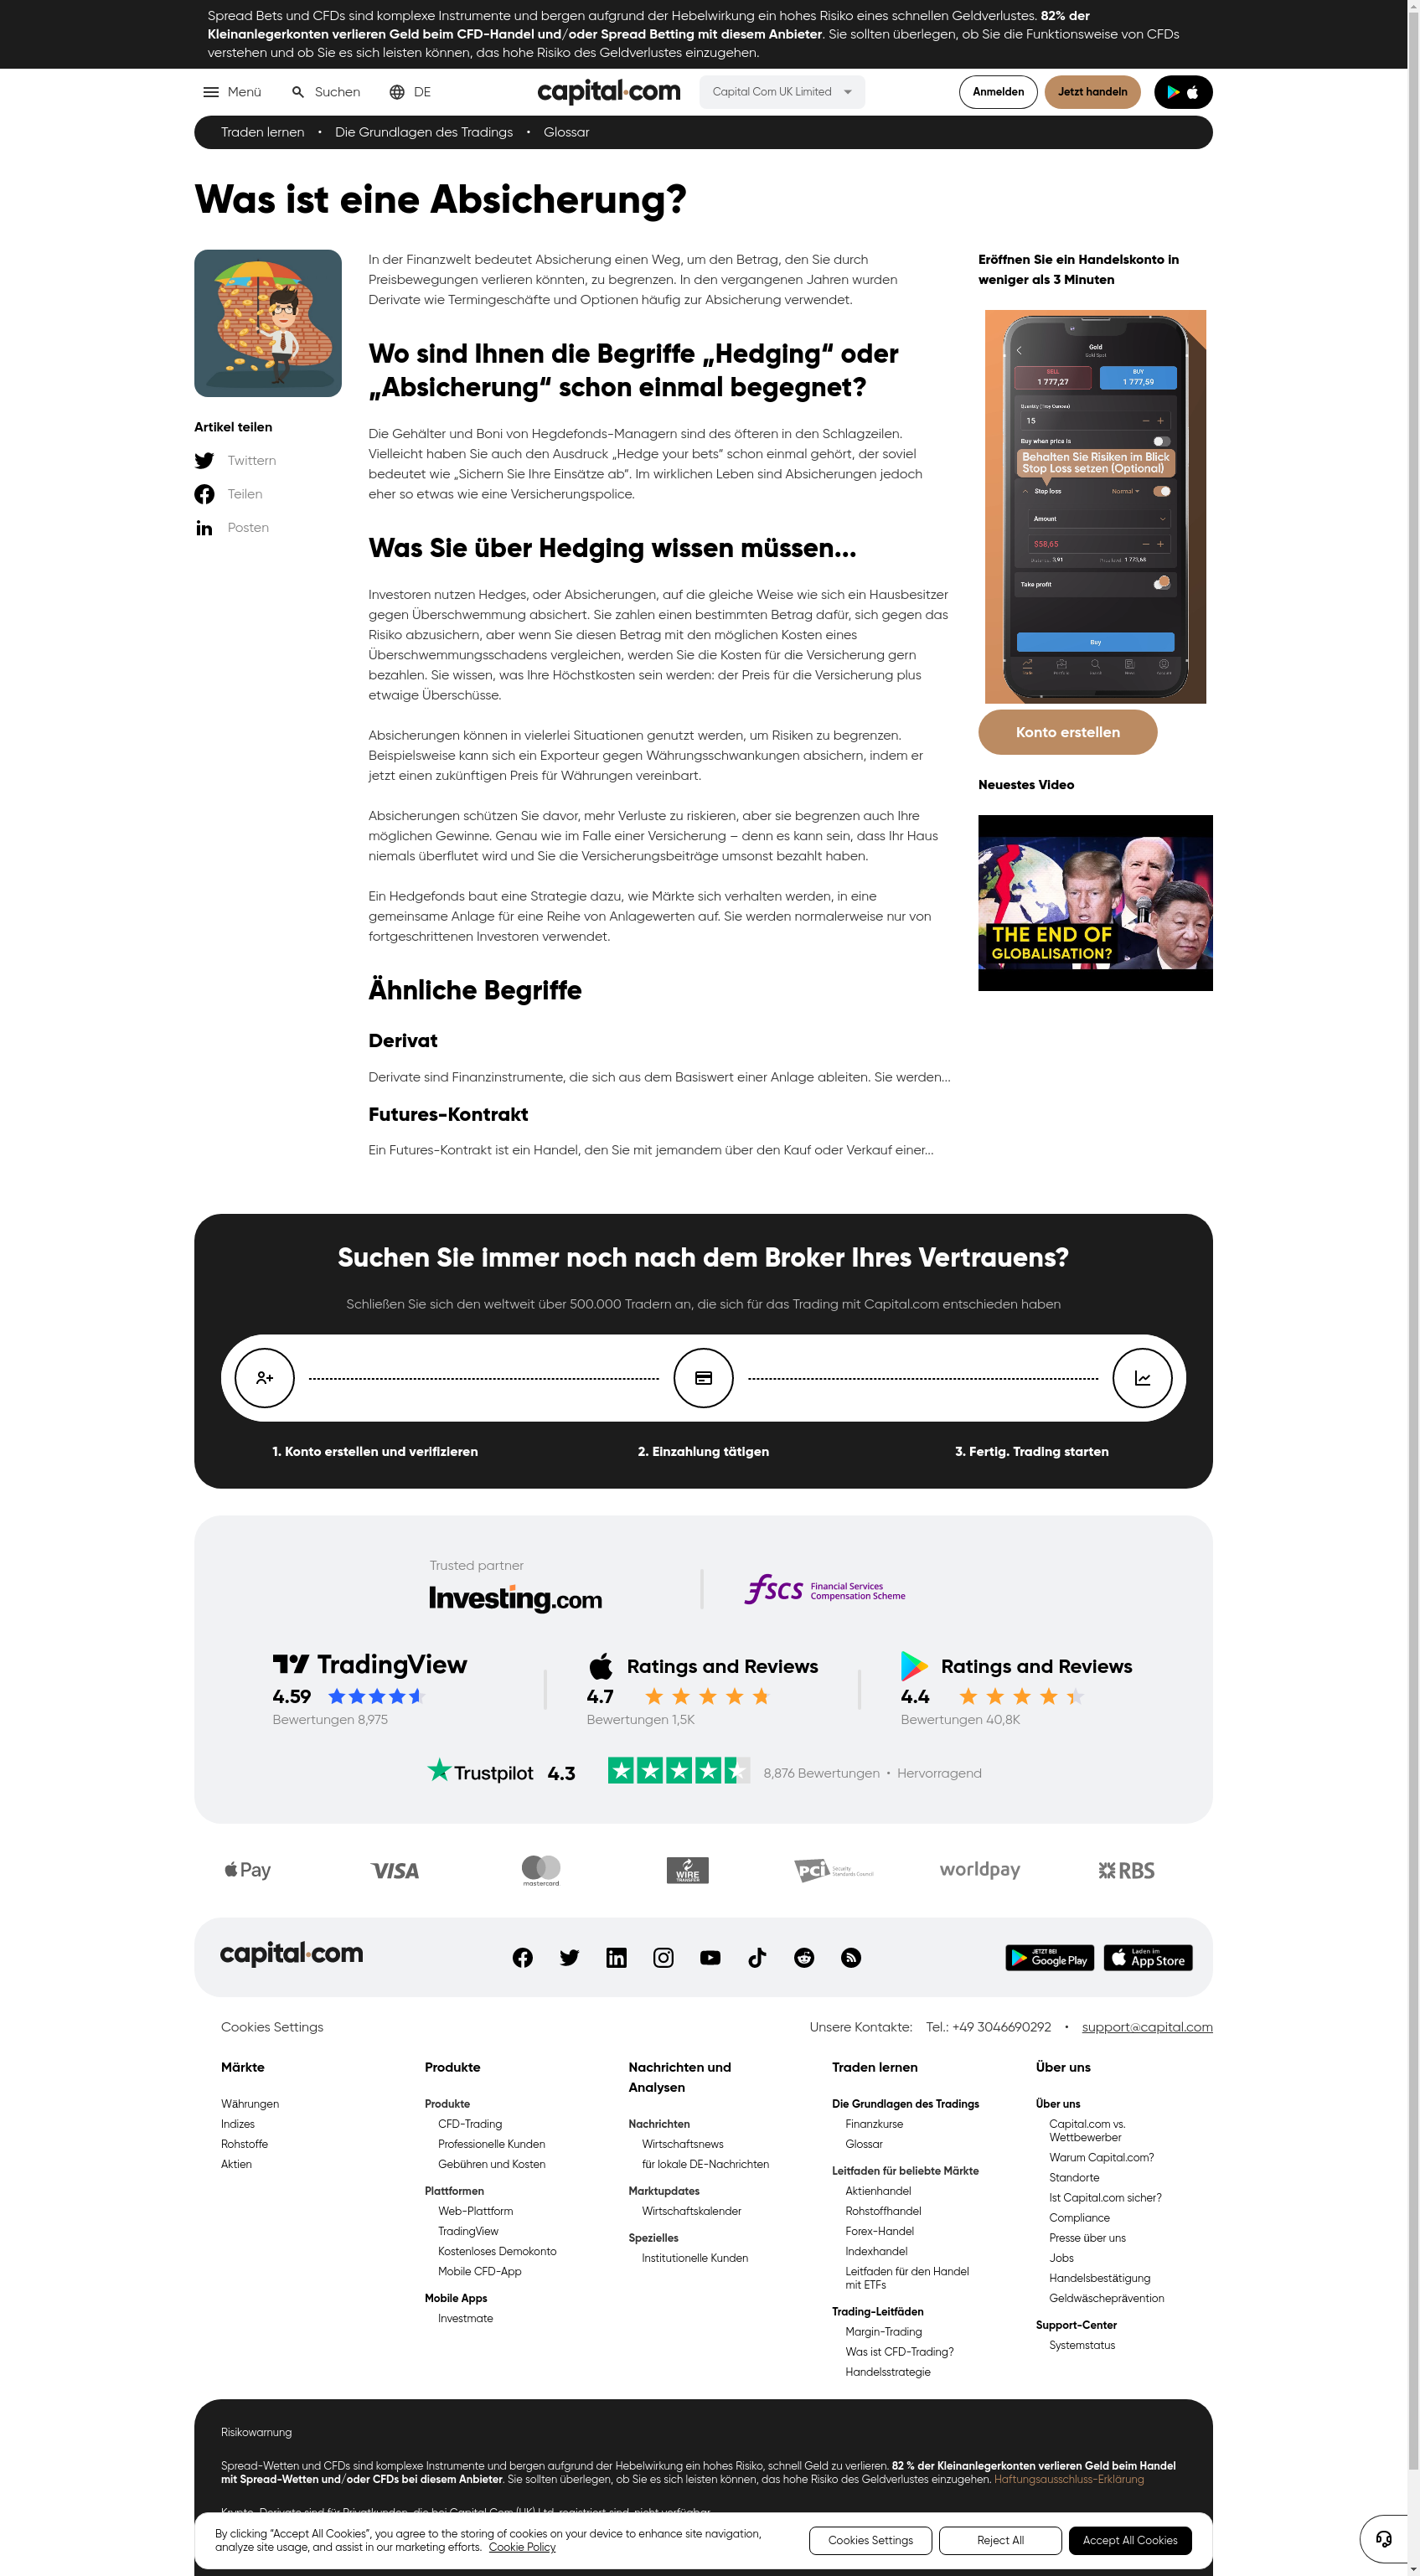 Spread Bets und CFDs sind komplexe Instrumente und bergen aufgrund der Hebelwirkung ein hohes Risiko eines schnellen Geldverlustes. 82% der
Kleinanlegerkonten verlieren Geld beim CFD-Handel und/oder Spread Betting mit diesem Anbieter. Sie sollten überlegen, ob Sie die Funktionsweise von CFDs
verstehen und ob Sie es sich leisten können, das hohe Risiko des Geldverlustes einzugehen.
Menü
Suchen
DE
capital.com
Capital Com UK Limited
Anmelden
Jetzt handeln
Traden lernen • Die Grundlagen des Tradings • Glossar
Was ist eine Absicherung?
Artikel teilen
Twittern
Teilen
Posten
In der Finanzwelt bedeutet Absicherung einen Weg, um den Betrag, den Sie durch
Preisbewegungen verlieren könnten, zu begrenzen. In den vergangenen Jahren wurden
Derivate wie Termingeschäfte und Optionen häufig zur Absicherung verwendet.
Wo sind Ihnen die Begriffe „Hedging“ oder
„Absicherung“ schon einmal begegnet?
Die Gehälter und Boni von Hegdefonds-Managern sind des öfteren in den Schlagzeilen.
Vielleicht haben Sie auch den Ausdruck „Hedge your bets“ schon einmal gehört, der soviel
bedeutet wie „Sichern Sie Ihre Einsätze ab“. Im wirklichen Leben sind Absicherungen jedoch
eher so etwas wie eine Versicherungspolice.
Was Sie über Hedging wissen müssen...
Investoren nutzen Hedges, oder Absicherungen, auf die gleiche Weise wie sich ein Hausbesitzer
gegen Überschwemmung absichert. Sie zahlen einen bestimmten Betrag dafür, sich gegen das
Risiko abzusichern, aber wenn Sie diesen Betrag mit den möglichen Kosten eines
Überschwemmungsschadens vergleichen, werden Sie die Kosten für die Versicherung gern
bezahlen. Sie wissen, was Ihre Höchstkosten sein werden: der Preis für die Versicherung plus
etwaige Überschüsse.
Absicherungen können in vielerlei Situationen genutzt werden, um Risiken zu begrenzen.
Beispielsweise kann sich ein Exporteur gegen Währungsschwankungen absichern, indem er
jetzt einen zukünftigen Preis für Währungen vereinbart.
Absicherungen schützen Sie davor, mehr Verluste zu riskieren, aber sie begrenzen auch Ihre
möglichen Gewinne. Genau wie im Falle einer Versicherung – denn es kann sein, dass Ihr Haus
niemals überflutet wird und Sie die Versicherungsbeiträge umsonst bezahlt haben.
Ein Hedgefonds baut eine Strategie dazu, wie Märkte sich verhalten werden, in eine
gemeinsame Anlage für eine Reihe von Anlagewerten auf. Sie werden normalerweise nur von
fortgeschrittenen Investoren verwendet.
Ähnliche Begriffe
Derivat
Derivate sind Finanzinstrumente, die sich aus dem Basiswert einer Anlage ableiten. Sie werden...
Futures-Kontrakt
Ein Futures-Kontrakt ist ein Handel, den Sie mit jemandem über den Kauf oder Verkauf einer...
Eröffnen Sie ein Handelskonto in
weniger als 3 Minuten
Gold
Gold Spot
SELL
1 777,27
BUY
1 777,59
Quantity (Troy Ounces)
15
Buy when price is
Behalten Sie Risiken im Blick
Stop Loss setzen (Optional)
Stop loss
Normal
Amount
558,65
Take profit
Buy
Konto erstellen
Neuestes Video
THE END OF
GLOBALISATION?
Suchen Sie immer noch nach dem Broker Ihres Vertrauens?
Schließen Sie sich den weltweit über 500.000 Tradern an, die sich für das Trading mit Capital.com entschieden haben
1. Konto erstellen und verifizieren
2. Einzahlung tätigen
3. Fertig. Trading starten
Trusted partner
Investing.com
fscs Financial Services
Compensation Scheme
TradingView
4.59
Bewertungen 8,975
Ratings and Reviews
4.7
Bewertungen 1,5K
Ratings and Reviews
4.4
Bewertungen 40,8K
Trustpilot 4.3
8,876 Bewertungen • Hervorragend
Pay
VISA
mastercard
WIRE
TRANSFER
PCI Security
Standards Council
worldpay
RBS
capital.com
JETZT BEI
Google Play
Laden im
App Store
Cookies Settings
Unsere Kontakte: Tel.: +49 3046690292 • support@capital.com
Märkte
Währungen
Indizes
Rohstoffe
Aktien
Produkte
Produkte
CFD-Trading
Professionelle Kunden
Gebühren und Kosten
Plattformen
Web-Plattform
TradingView
Kostenloses Demokonto
Mobile CFD-App
Mobile Apps
Investmate
Nachrichten und
Analysen
Nachrichten
Wirtschaftsnews
für lokale DE-Nachrichten
Marktupdates
Wirtschaftskalender
Spezielles
Institutionelle Kunden
Traden lernen
Die Grundlagen des Tradings
Finanzkurse
Glossar
Leitfaden für beliebte Märkte
Aktienhandel
Rohstoffhandel
Forex-Handel
Indexhandel
Leitfaden für den Handel
mit ETFs
Trading-Leitfäden
Margin-Trading
Was ist CFD-Trading?
Handelsstrategie
Über uns
Über uns
Capital.com vs.
Wettbewerber
Warum Capital.com?
Standorte
Ist Capital.com sicher?
Compliance
Presse über uns
Jobs
Handelsbestätigung
Geldwäscheprävention
Support-Center
Systemstatus
Risikowarnung
Spread-Wetten und CFDs sind komplexe Instrumente und bergen aufgrund der Hebelwirkung ein hohes Risiko, schnell Geld zu verlieren. 82 % der Kleinanlegerkonten verlieren Geld beim Handel
mit Spread-Wetten und/oder CFDs bei diesem Anbieter. Sie sollten überlegen, ob Sie es sich leisten können, das hohe Risiko des Geldverlustes einzugehen. Haftungsausschluss-Erklärung
Krypto-Derivate sind für Privatkunden, die bei Capital Com (UK) Ltd. registriert sind, nicht verfügbar.
By clicking “Accept All Cookies”, you agree to the storing of cookies on your device to enhance site navigation,
analyze site usage, and assist in our marketing efforts. Cookie Policy
Cookies Settings
Reject All
Accept All Cookies